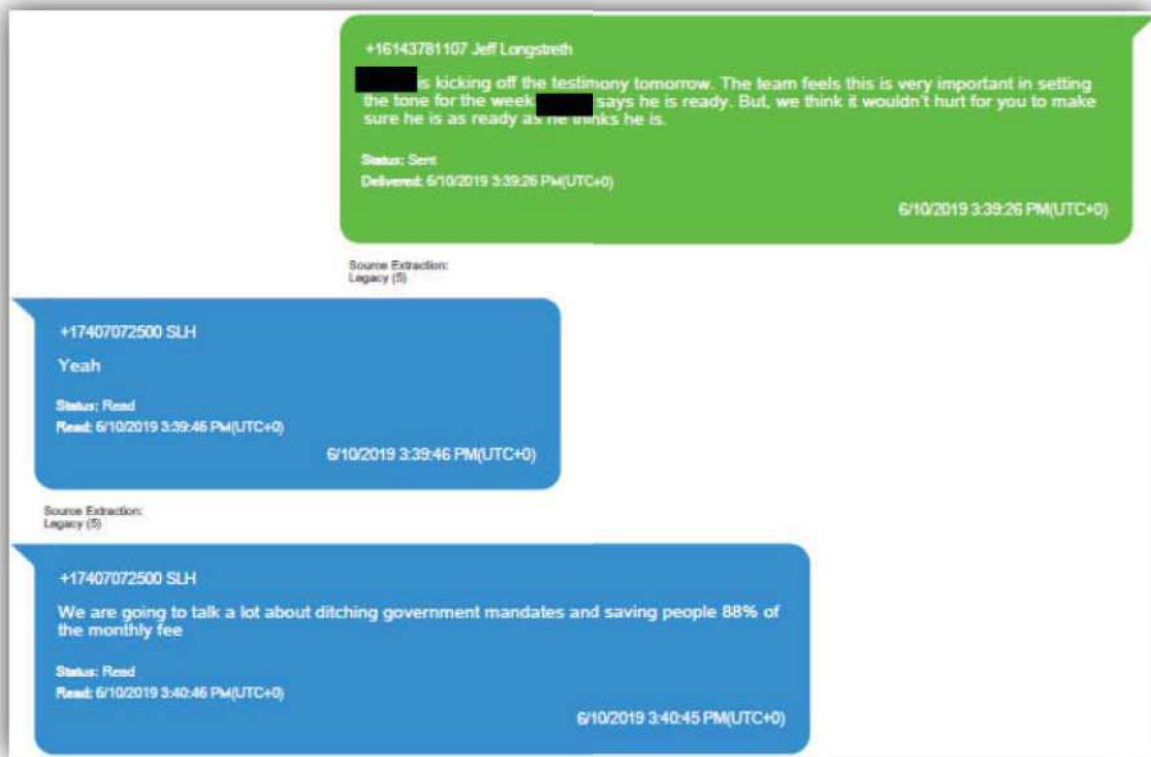 +16143781107 Jeff Longstreth
is kicking off the testimony tomorrow. The team feels this is very important in setting
the tone for the week says he is ready. But, we think it wouldn't hurt for you to make
sure he is as ready as he thinks he is.
Status: Sent
Delivered: 6/10/2019 3:39:26 PM(UTC+0)
6/10/2019 3:39:26 PM(UTC+0)
Source Extraction:
Legacy (5)
+17407072500 SLH
Yeah
Status: Read
Read: 6/10/2019 3:39:46 PM(UTC+0)
6/10/2019 3:39:46 PM(UTC+0)
Source Extraction:
Legacy (5)
+17407072500 SLH
We are going to talk a lot about ditching government mandates and saving people 88% of
the monthly fee
Status: Read
Read: 6/10/2019 3:40:46 PM(UTC+0)
6/10/2019 3:40:45 PM(UTC+0)